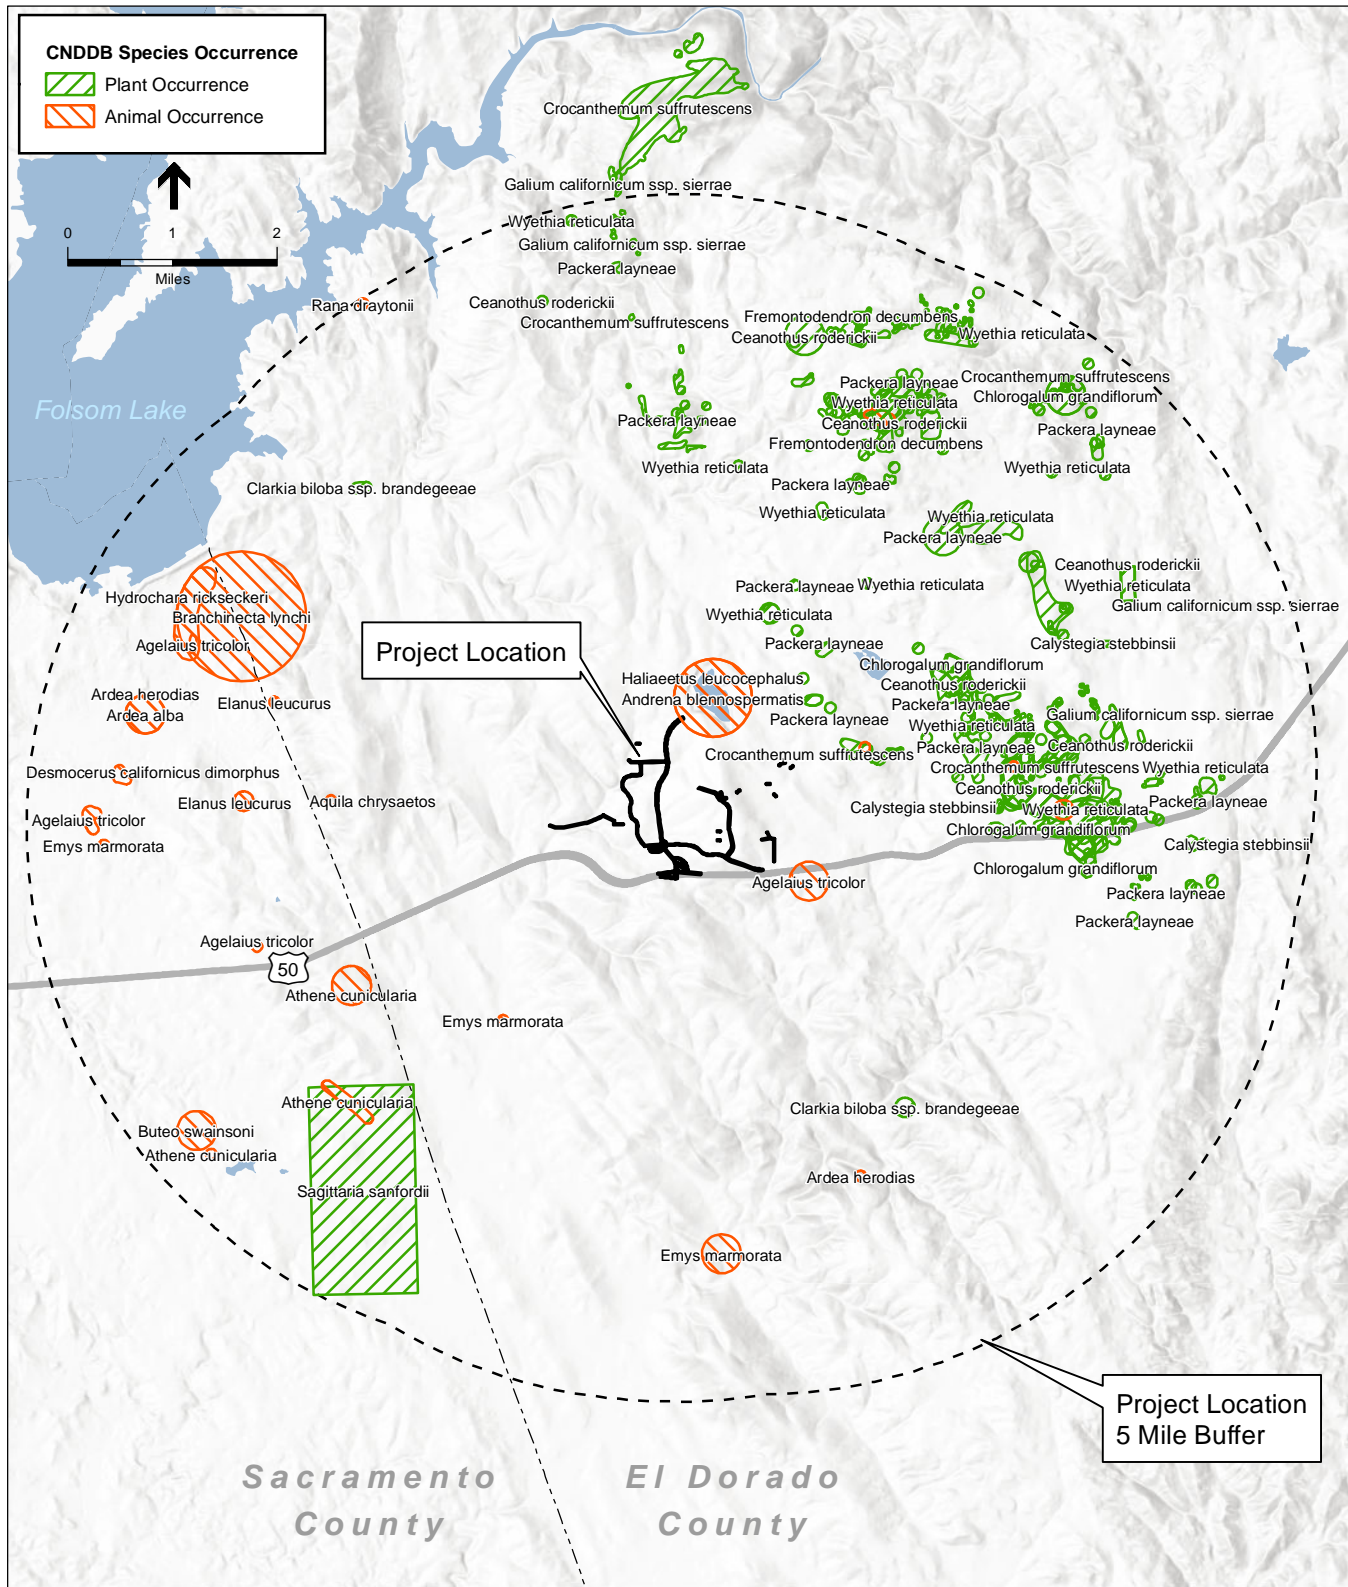 CNDDB Species Occurrence
Plant Occurrence
Animal Occurrence
0 1 2
Miles
Crocanthemum suffrutescens
Galium californicum ssp. sierrae
Wyethia reticulata
Galium californicum ssp. sierrae
Packera layneae
Rana draytonii
Ceanothus roderickii
Crocanthemum suffrutescens
Fremontodendron decumbens
Ceanothus roderickii
Wyethia reticulata
Folsom Lake
Packera layneae
Wyethia reticulata
Ceanothus roderickii
Fremontodendron decumbens
Crocanthemum suffrutescens
Chlorogalum grandiflorum
Packera layneae
Packera layneae
Wyethia reticulata
Wyethia reticulata
Clarkia biloba ssp. brandegeeae
Packera layneae
Wyethia reticulata
Wyethia reticulata
Packera layneae
Ceanothus roderickii
Wyethia reticulata
Galium californicum ssp. sierrae
Packera layneae
Wyethia reticulata
Hydrochara rickseckeri
Branchinecta lynchi
Agelaius tricolor
Wyethia reticulata
Packera layneae
Calystegia stebbinsii
Project Location
Chlorogalum grandiflorum
Ceanothus roderickii
Packera layneae
Haliaeetus leucocephalus
Andrena blennospermatis
Ardea herodias
Ardea alba
Elanus leucurus
Packera layneae
Wyethia reticulata
Galium californicum ssp. sierrae
Crocanthemum suffrutescens
Packera layneae
Ceanothus roderickii
Crocanthemum suffrutescens
Wyethia reticulata
Desmocerus californicus dimorphus
Elanus leucurus
Aquila chrysaetos
Ceanothus roderickii
Packera layneae
Calystegia stebbinsii
Wyethia reticulata
Agelaius tricolor
Emys marmorata
Chlorogalum grandiflorum
Calystegia stebbinsii
Chlorogalum grandiflorum
Agelaius tricolor
Packera layneae
Packera layneae
Agelaius tricolor
50
Athene cunicularia
Emys marmorata
Athene cunicularia
Clarkia biloba ssp. brandegeeae
Buteo swainsoni
Athene cunicularia
Ardea herodias
Sagittaria sanfordii
Emys marmorata
Project Location
5 Mile Buffer
Sacramento
County
El Dorado
County